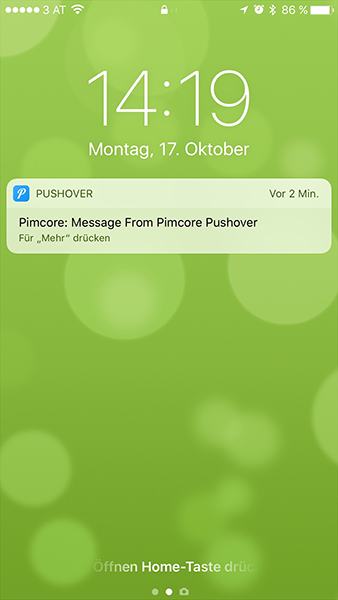 3 AT 86 %
14:19
Montag, 17. Oktober
PUSHOVER Vor 2 Min.
Pimcore: Message From Pimcore Pushover
Für „Mehr“ drücken
Öffnen Home-Taste drüc